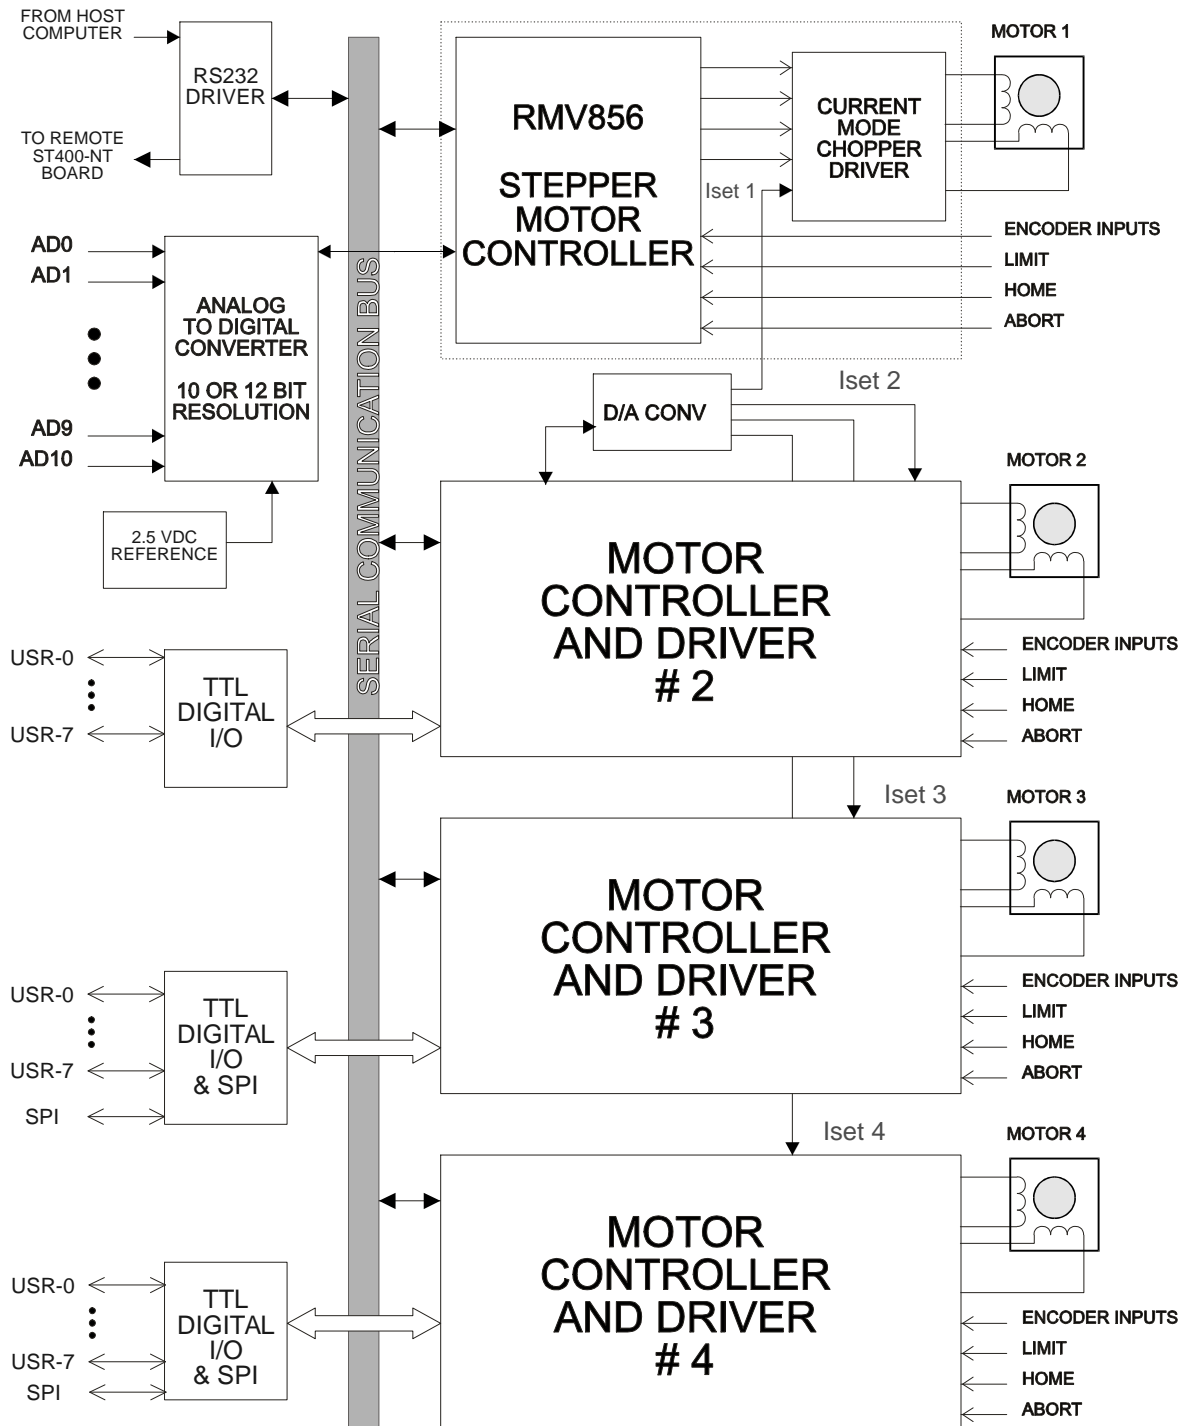 FROM HOST
COMPUTER
RS232
DRIVER
TO REMOTE
ST400-NT
BOARD
SERIAL COMMUNICATION BUS
RMV856
STEPPER
MOTOR
CONTROLLER
CURRENT
MODE
CHOPPER
DRIVER
Iset 1
MOTOR 1
ENCODER INPUTS
LIMIT
HOME
ABORT
AD0
AD1
AD9
AD10
ANALOG
TO DIGITAL
CONVERTER
10 OR 12 BIT
RESOLUTION
2.5 VDC
REFERENCE
D/A CONV
Iset 2
MOTOR
CONTROLLER
AND DRIVER
# 2
MOTOR 2
ENCODER INPUTS
LIMIT
HOME
ABORT
USR-0
USR-7
TTL
DIGITAL
I/O
Iset 3
MOTOR
CONTROLLER
AND DRIVER
# 3
MOTOR 3
ENCODER INPUTS
LIMIT
HOME
ABORT
USR-0
USR-7
SPI
TTL
DIGITAL
I/O
& SPI
Iset 4
MOTOR
CONTROLLER
AND DRIVER
# 4
MOTOR 4
ENCODER INPUTS
LIMIT
HOME
ABORT
USR-0
USR-7
SPI
TTL
DIGITAL
I/O
& SPI